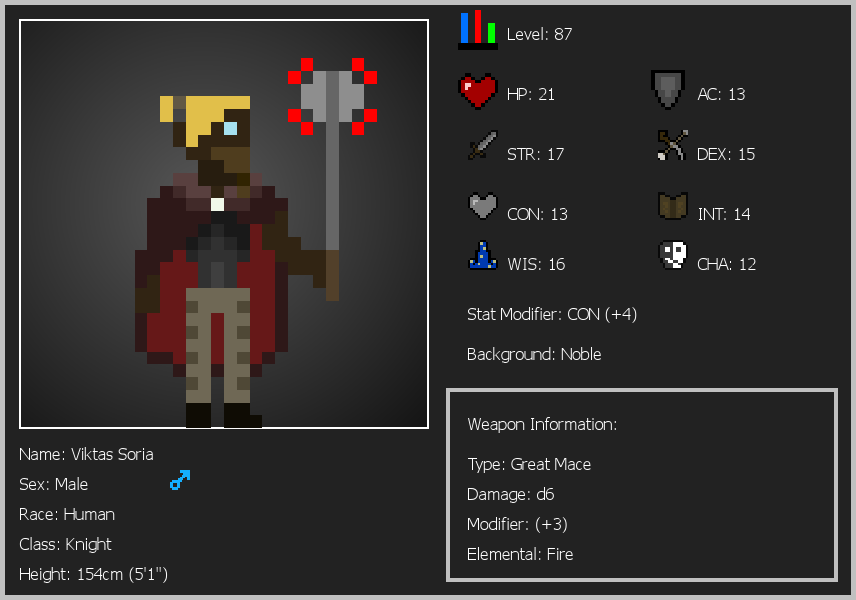 Level: 87
HP: 21
AC: 13
STR: 17
DEX: 15
CON: 13
INT: 14
WIS: 16
CHA: 12
Stat Modifier: CON (+4)
Background: Noble
Weapon Information:
Type: Great Mace
Damage: d6
Modifier: (+3)
Elemental: Fire
Name: Viktas Soria
Sex: Male
Race: Human
Class: Knight
Height: 154cm (5'1")